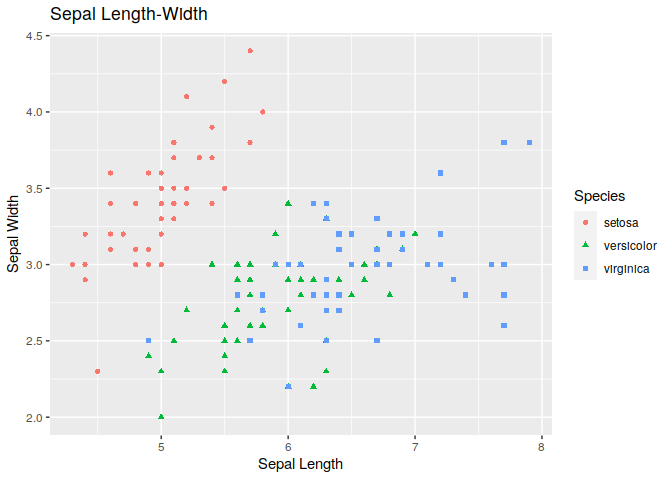 Sepal Length-Width
4.5
4.0
3.5
3.0
2.5
2.0
Sepal Width
5 6 7 8
Sepal Length
Species
setosa
versicolor
virginica